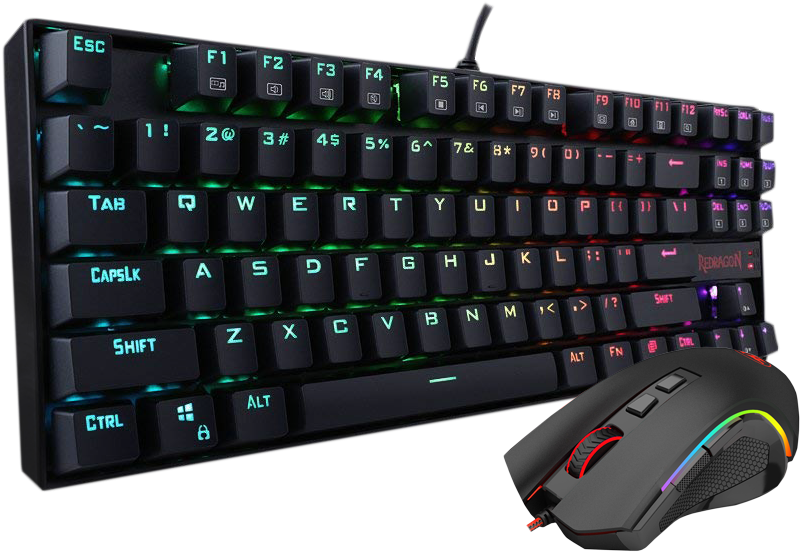 ESC F1 F2 F3 F4 F5 F6 F7 F8 F9 F10 F11 F12
` ~ 1 ! 2 @ 3 # 4 $ 5 % 6 ^ 7 & 8 * 9 ( 0 ) - = + INS
TAB Q W E R T Y U I O P [ { ] } \ | DEL END
CAPSLK A S D F G H J K L ; : ' " REDRAGON
SHIFT Z X C V B N M , < . > / ? SHIFT
CTRL ALT ALT FN CTRL